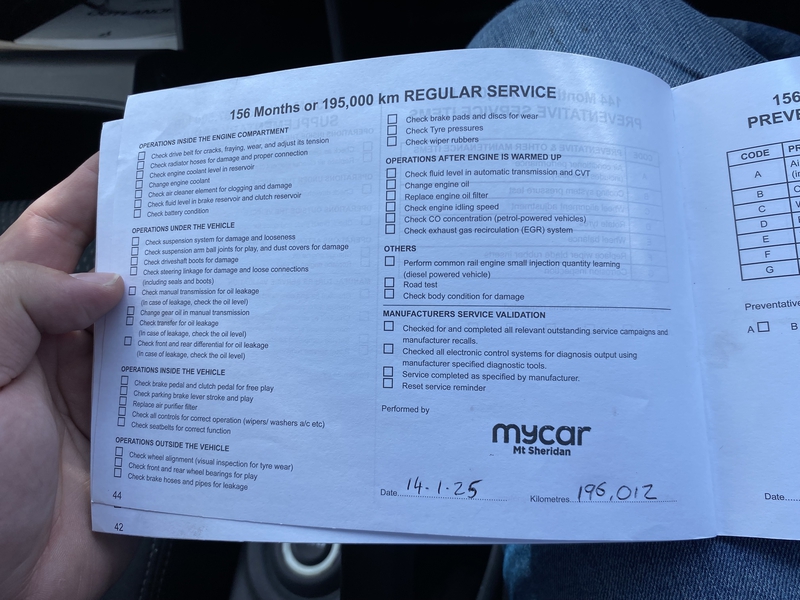 156 Months or 195,000 km REGULAR SERVICE
OPERATIONS INSIDE THE ENGINE COMPARTMENT
Check drive belt for cracks, fraying, wear, and adjust its tension
Check radiator hoses for damage and proper connection
Check engine coolant level in reservoir
Change engine coolant
Check air cleaner element for clogging and damage
Check fluid level in brake reservoir and clutch reservoir
Check battery condition
OPERATIONS UNDER THE VEHICLE
Check suspension system for damage and looseness
Check suspension arm ball joints for play, and dust covers for damage
Check driveshaft boots for damage
Check steering linkage for damage and loose connections
(including seals and boots)
Check manual transmission for oil leakage
(In case of leakage, check the oil level)
Change gear oil in manual transmission
Check transfer for oil leakage
(In case of leakage, check the oil level)
Check front and rear differential for oil leakage
(In case of leakage, check the oil level)
OPERATIONS INSIDE THE VEHICLE
Check brake pedal and clutch pedal for free play
Check parking brake lever stroke and play
Replace air purifier filter
Check all controls for correct operation (wipers/ washers a/c etc)
Check seatbelts for correct function
OPERATIONS OUTSIDE THE VEHICLE
Check wheel alignment (visual inspection for tyre wear)
Check front and rear wheel bearings for play
Check brake hoses and pipes for leakage
44
42
Check brake pads and discs for wear
Check Tyre pressures
Check wiper rubbers
OPERATIONS AFTER ENGINE IS WARMED UP
Check fluid level in automatic transmission and CVT
Change engine oil
Replace engine oil filter
Check engine idling speed
Check CO concentration (petrol-powered vehicles)
Check exhaust gas recirculation (EGR) system
OTHERS
Perform common rail engine small injection quantity learning
(diesel powered vehicle)
Road test
Check body condition for damage
MANUFACTURERS SERVICE VALIDATION
Checked for and completed all relevant outstanding service campaigns and
manufacturer recalls.
Checked all electronic control systems for diagnosis output using
manufacturer specified diagnostic tools.
Service completed as specified by manufacturer.
Reset service reminder
Performed by
mycar
Mt Sheridan
Date 14-1-25 Kilometres 196,012
156
PREVE
CODE PR
A Ai
(in
B
C
D
E
F
G
Preventative
A B
Date